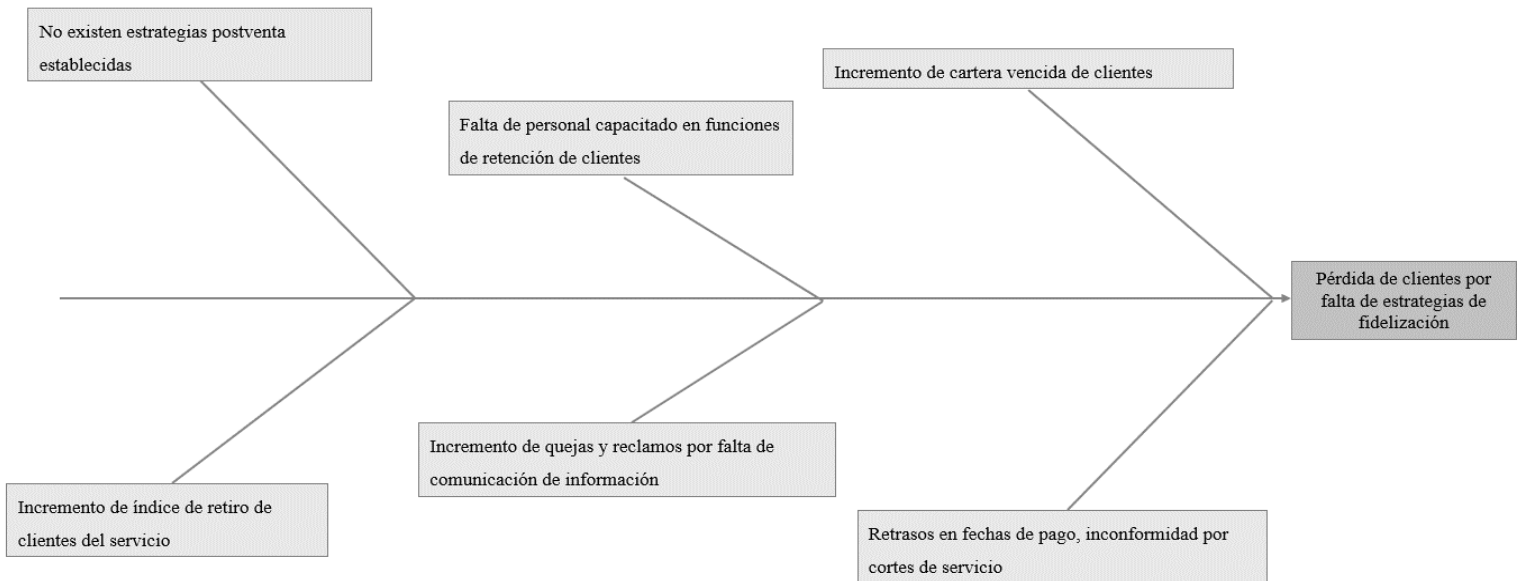 No existen estrategias postventa
establecidas
Incremento de cartera vencida de clientes
Falta de personal capacitado en funciones
de retención de clientes
Pérdida de clientes por
falta de estrategias de
fidelización
Incremento de quejas y reclamos por falta de
comunicación de información
Incremento de índice de retiro de
clientes del servicio
Retrasos en fechas de pago, inconformidad por
cortes de servicio